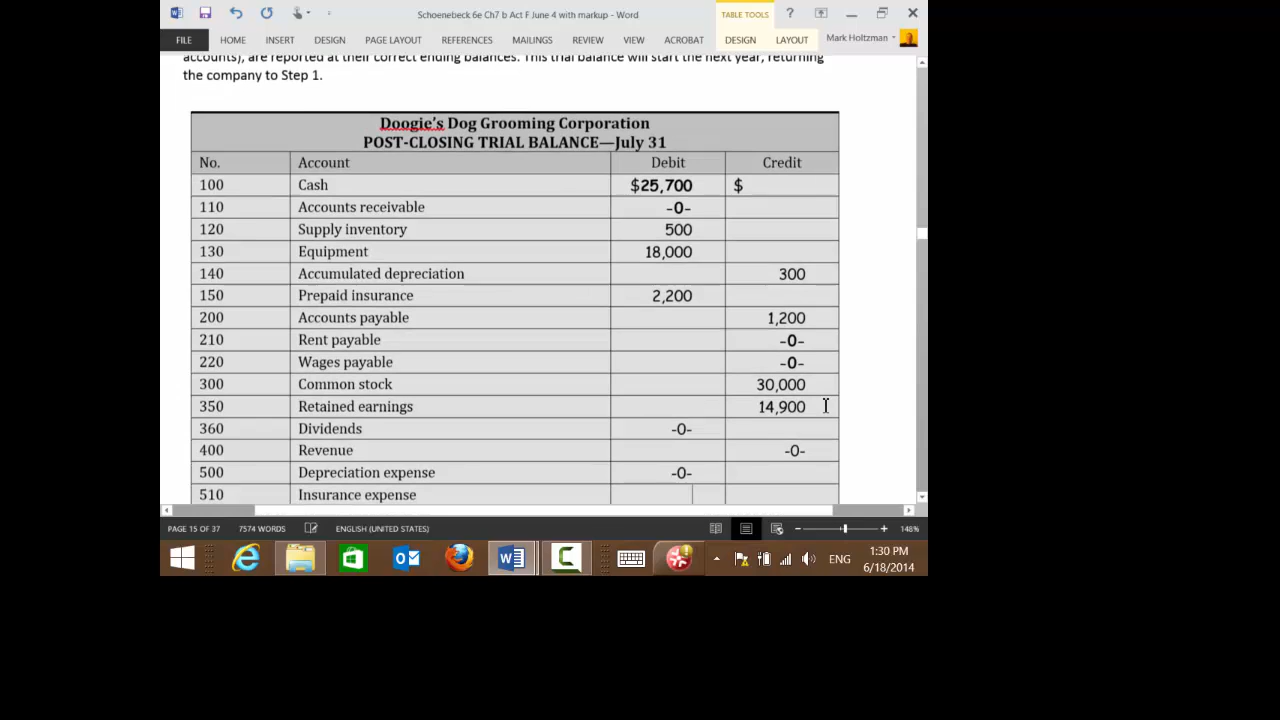 Schoenebeck 6e Ch7 b Act F June 4 with markup - Word
TABLE TOOLS
?
FILE HOME INSERT DESIGN PAGE LAYOUT REFERENCES MAILINGS REVIEW VIEW ACROBAT DESIGN LAYOUT Mark Holtzman
accounts), are reported at their correct ending balances. This trial balance will start the next year, returning
the company to Step 1.
Doogie's Dog Grooming Corporation
POST-CLOSING TRIAL BALANCE—July 31
No. Account Debit Credit
100 Cash $25,700 $
110 Accounts receivable -0-
120 Supply inventory 500
130 Equipment 18,000
140 Accumulated depreciation 300
150 Prepaid insurance 2,200
200 Accounts payable 1,200
210 Rent payable -0-
220 Wages payable -0-
300 Common stock 30,000
350 Retained earnings 14,900
360 Dividends -0-
400 Revenue -0-
500 Depreciation expense -0-
510 Insurance expense
PAGE 15 OF 37 7574 WORDS ENGLISH (UNITED STATES) 148%
ENG
1:30 PM
6/18/2014